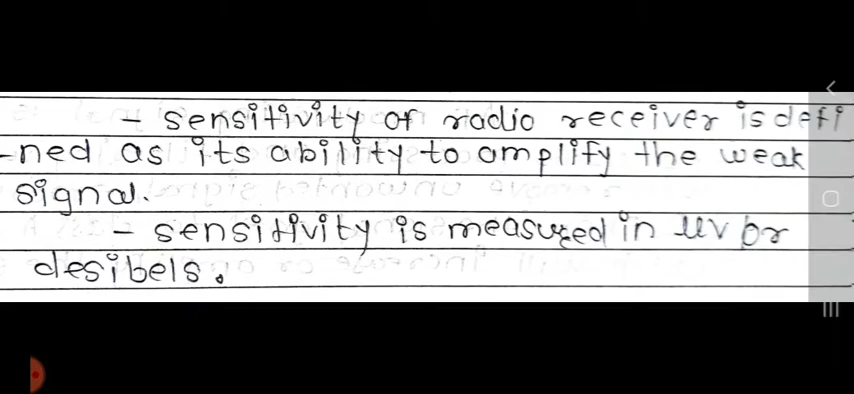 - sensitivity of radio receiver is defi
-ned as its ability to amplify the weak
signal.
- sensitivity is measured in uv or
desibels.